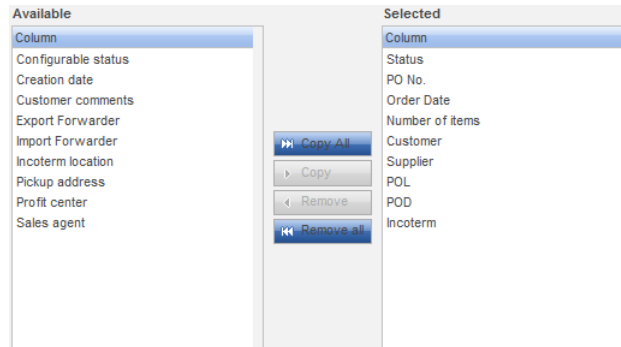 Available
Column
Configurable status
Creation date
Customer comments
Export Forwarder
Import Forwarder
Incoterm location
Pickup address
Profit center
Sales agent
Copy All
Copy
Remove
Remove all
Selected
Column
Status
PO No.
Order Date
Number of items
Customer
Supplier
POL
POD
Incoterm